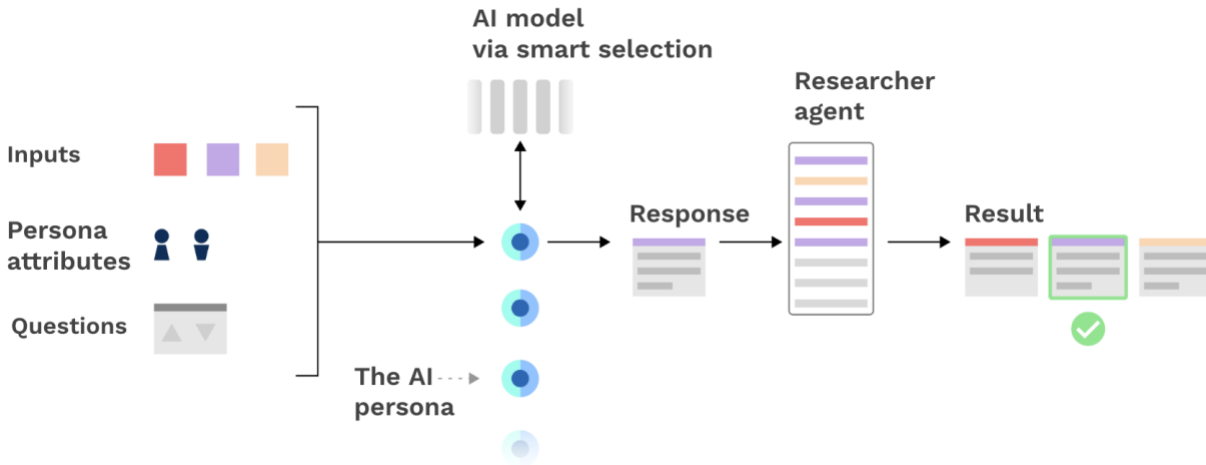 AI model
via smart selection
Researcher
agent
Inputs
Persona
attributes
Response
Result
Questions
The AI
persona